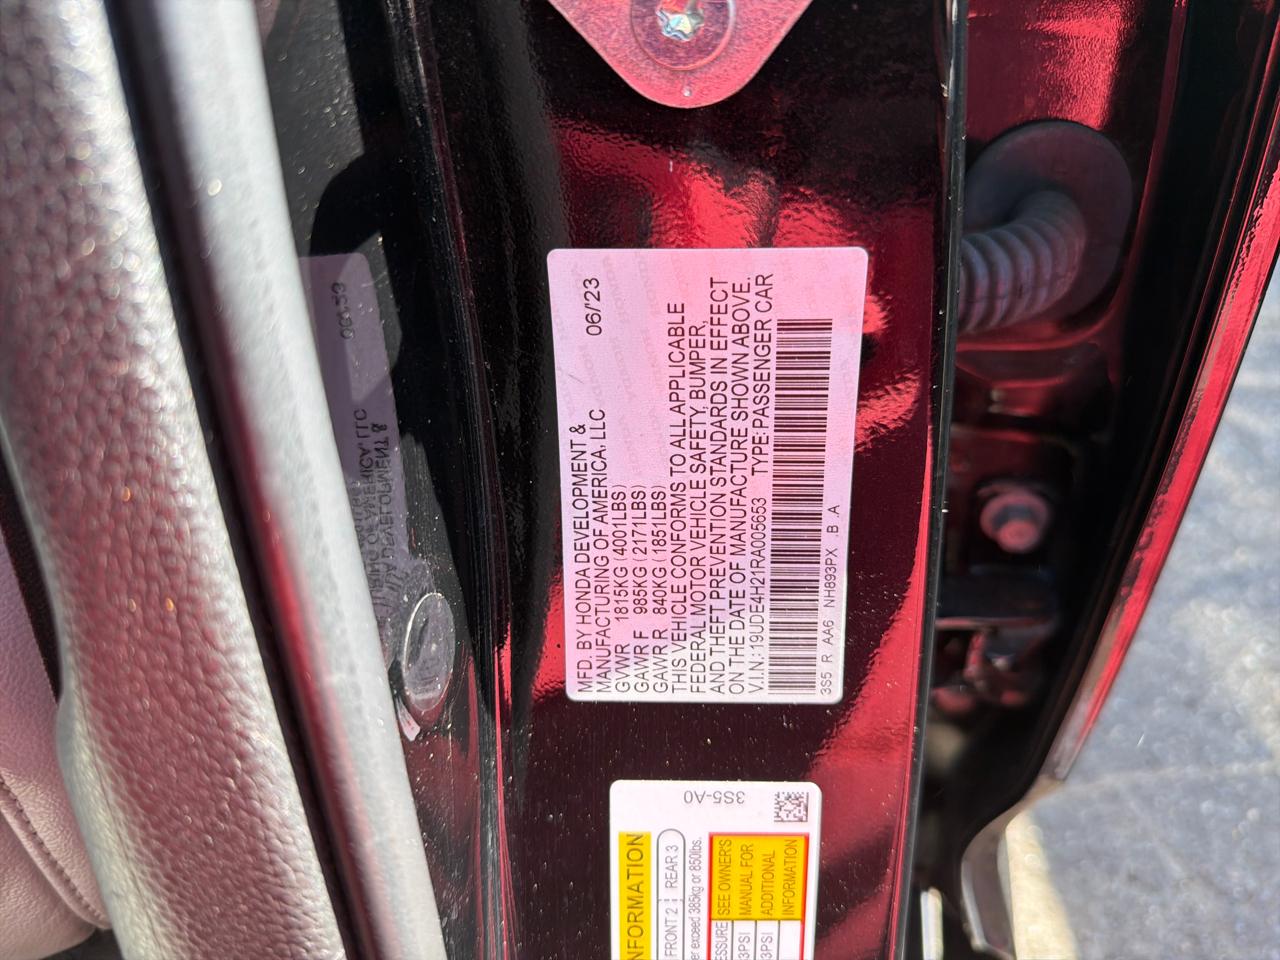 MFD. BY HONDA DEVELOPMENT &
MANUFACTURING OF AMERICA, LLC 06/'23
GVWR 1815KG (4001LBS)
GAWR F 985KG (2171LBS)
GAWR R 840KG (1851LBS)
THIS VEHICLE CONFORMS TO ALL APPLICABLE
FEDERAL MOTOR VEHICLE SAFETY, BUMPER,
AND THEFT PREVENTION STANDARDS IN EFFECT
ON THE DATE OF MANUFACTURE SHOWN ABOVE.
V.I.N.: 19UDE4H21RA005653 TYPE: PASSENGER CAR
3S5 R AA6 NH893PX .B .A
3S5-A0
FRONT 2 REAR 3
or 850lbs.
SEE OWNER'S
MANUAL FOR
ADDITIONAL
INFORMATION